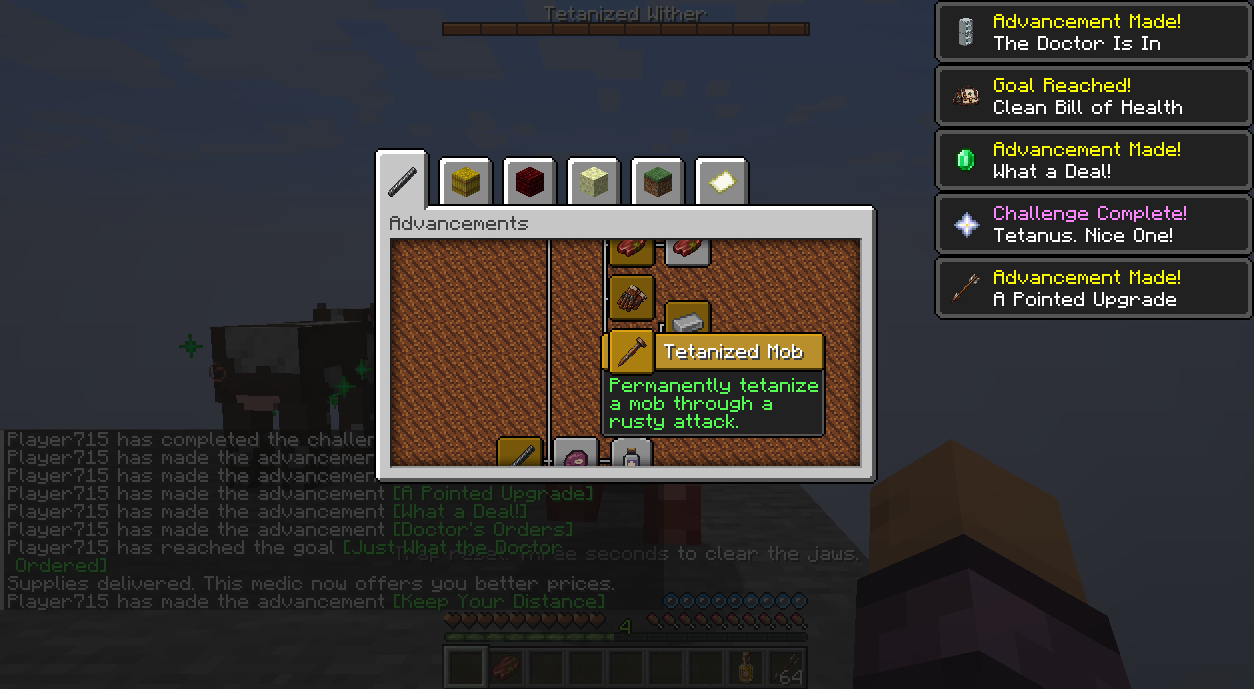 Tetanized Wither
Advancement Made!
The Doctor Is In
Goal Reached!
Clean Bill of Health
Advancement Made!
What a Deal!
Challenge Complete!
Tetanus. Nice One!
Advancement Made!
A Pointed Upgrade
Advancements
Tetanized Mob
Permanently tetanize
a mob through a
rusty attack.
Player715 has completed the challen
Player715 has made the advancement
Player715 has made the advancement
Player715 has made the advancement [A Pointed Upgrade]
Player715 has made the advancement [What a Deal!]
Player715 has made the advancement [Doctor's Orders]
Player715 has reached the goal [Just What the Doctor
Ordered]
seconds to clear the jaws.
Supplies delivered. This medic now offers you better prices.
Player715 has made the advancement [Keep Your Distance]
4
64